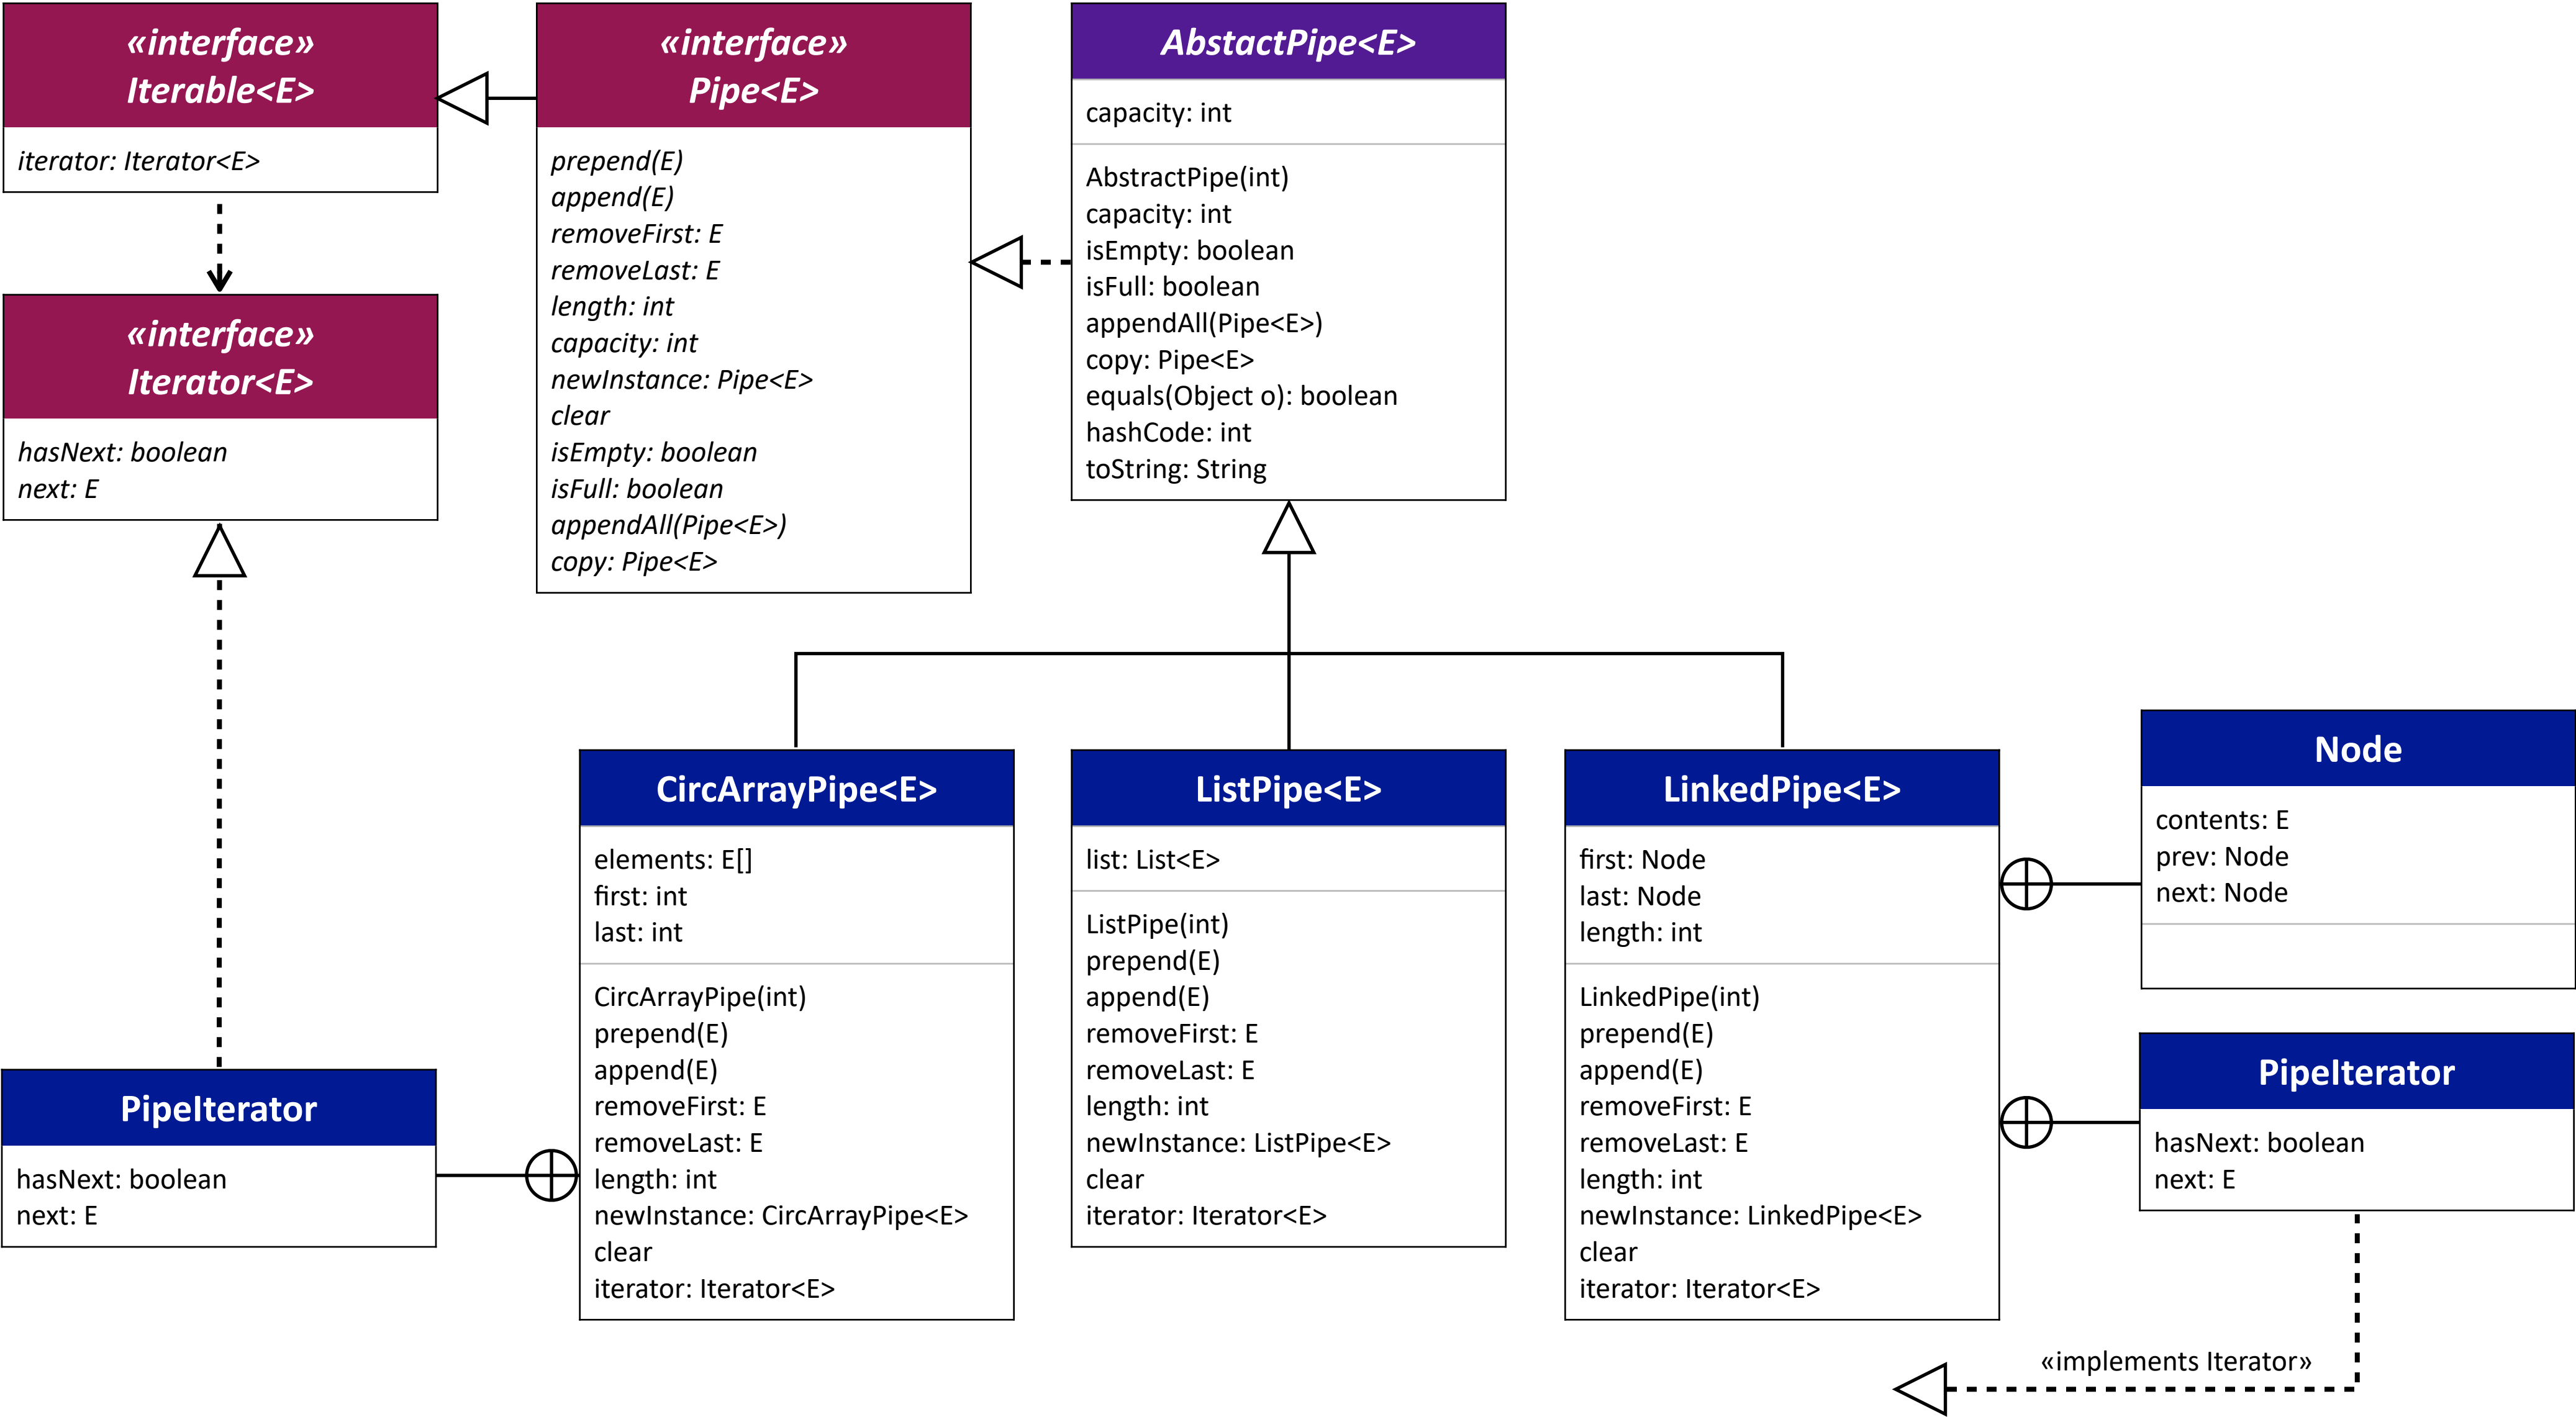 «interface»
Iterable<E>
iterator: Iterator<E>
«interface»
Iterator<E>
hasNext: boolean
next: E
«interface»
Pipe<E>
prepend(E)
append(E)
removeFirst: E
removeLast: E
length: int
capacity: int
newInstance: Pipe<E>
clear
isEmpty: boolean
isFull: boolean
appendAll(Pipe<E>)
copy: Pipe<E>
AbstactPipe<E>
capacity: int
AbstractPipe(int)
capacity: int
isEmpty: boolean
isFull: boolean
appendAll(Pipe<E>)
copy: Pipe<E>
equals(Object o): boolean
hashCode: int
toString: String
PipeIterator
hasNext: boolean
next: E
CircArrayPipe<E>
elements: E[]
first: int
last: int
CircArrayPipe(int)
prepend(E)
append(E)
removeFirst: E
removeLast: E
length: int
newInstance: CircArrayPipe<E>
clear
iterator: Iterator<E>
ListPipe<E>
list: List<E>
ListPipe(int)
prepend(E)
append(E)
removeFirst: E
removeLast: E
length: int
newInstance: ListPipe<E>
clear
iterator: Iterator<E>
LinkedPipe<E>
first: Node
last: Node
length: int
LinkedPipe(int)
prepend(E)
append(E)
removeFirst: E
removeLast: E
length: int
newInstance: LinkedPipe<E>
clear
iterator: Iterator<E>
Node
contents: E
prev: Node
next: Node
PipeIterator
hasNext: boolean
next: E
«implements Iterator»